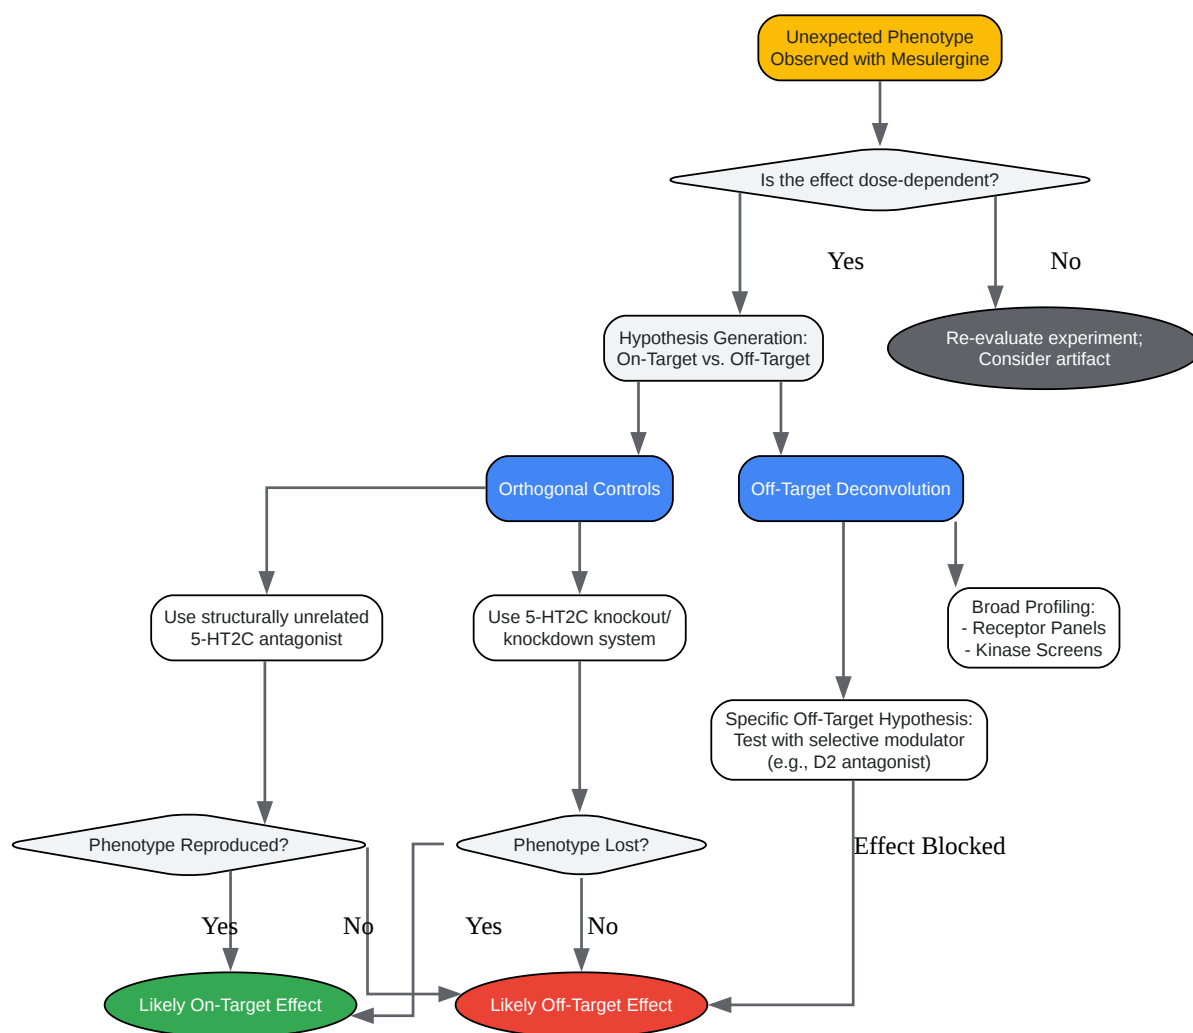 Unexpected Phenotype
Observed with Mesulergine
Is the effect dose-dependent?
Yes
No
Hypothesis Generation:
On-Target vs. Off-Target
Re-evaluate experiment;
Consider artifact
Orthogonal Controls
Off-Target Deconvolution
Use structurally unrelated
5-HT2C antagonist
Use 5-HT2C knockout/
knockdown system
Broad Profiling:
- Receptor Panels
- Kinase Screens
Specific Off-Target Hypothesis:
Test with selective modulator
(e.g., D2 antagonist)
Phenotype Reproduced?
Phenotype Lost?
Effect Blocked
Yes
No
Yes
No
Likely On-Target Effect
Likely Off-Target Effect